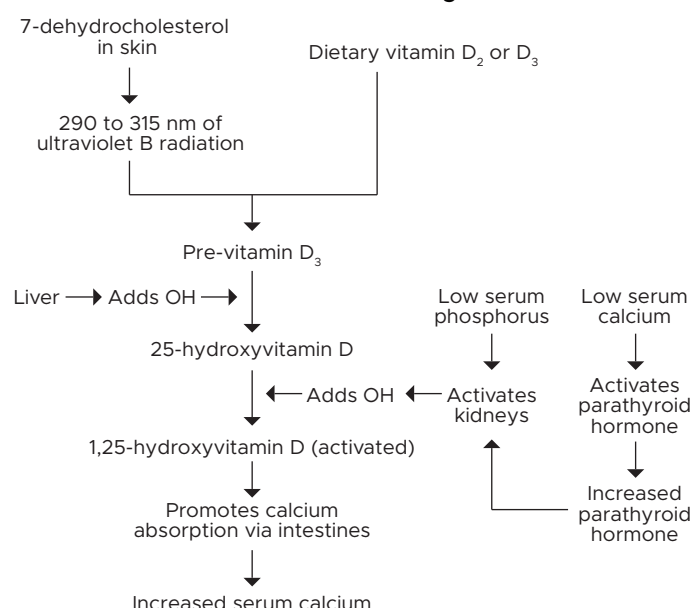 7-dehydrocholesterol
in skin
Dietary vitamin D2 or D3
290 to 315 nm of
ultraviolet B radiation
Pre-vitamin D3
Liver
Adds OH
Low serum
phosphorus
Low serum
calcium
25-hydroxyvitamin D
Adds OH
Activates
kidneys
Activates
parathyroid
hormone
1,25-hydroxyvitamin D (activated)
Promotes calcium
absorption via intestines
Increased
parathyroid
hormone
Increased serum calcium